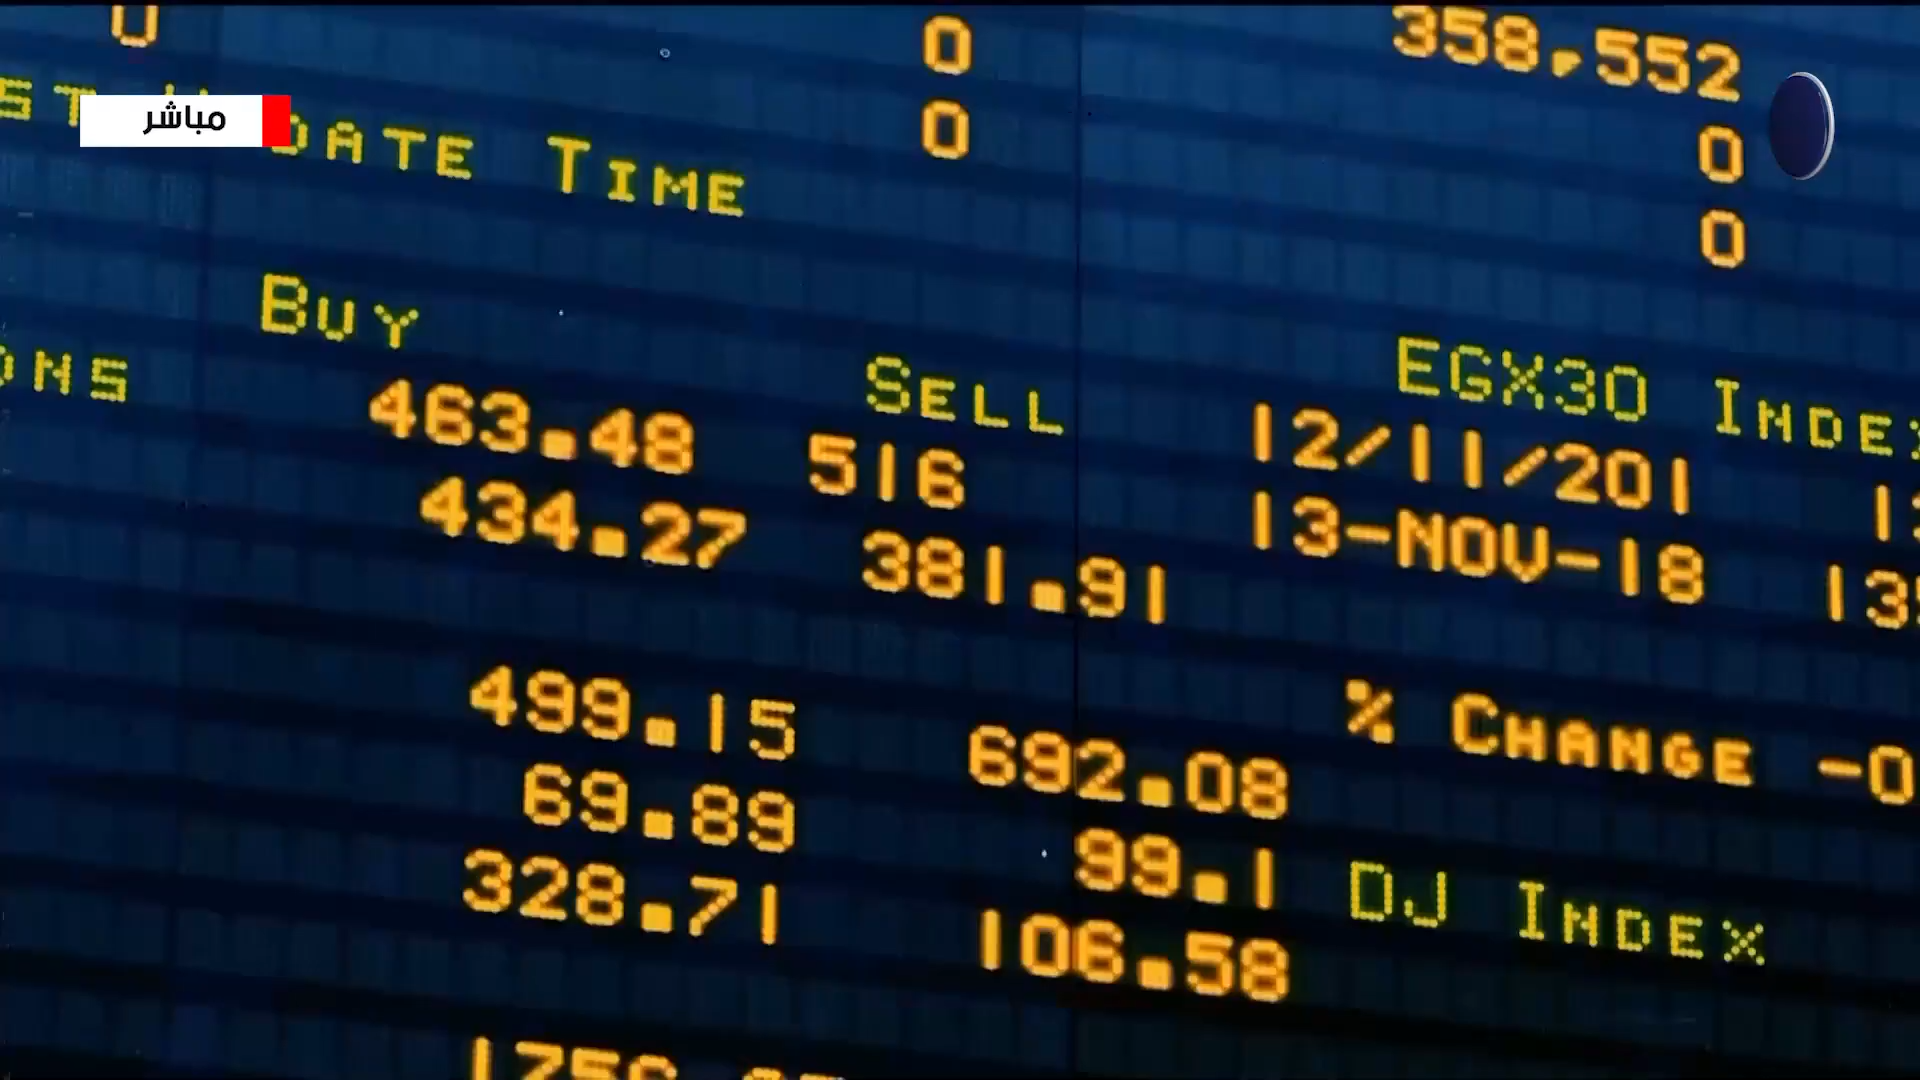 0 0 358,552
مباشر
DATE TIME 0 0
0
BUY SELL EGX30 INDEX
463.48 516 12/11/201
434.27 381.91 13-NOV-18
499.15 692.08 % CHANGE -0
69.89 99.1
328.71 106.58 DJ INDEX